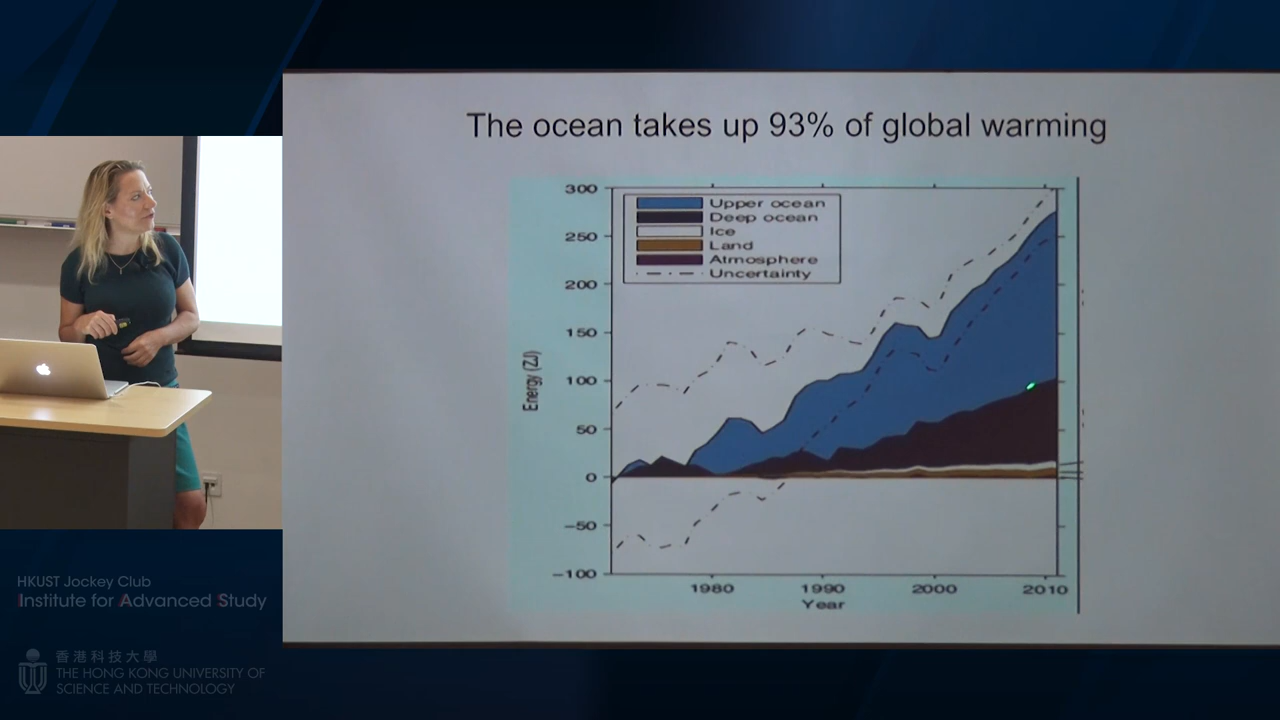 The ocean takes up 93% of global warming
300
250
200
150
100
50
0
−50
−100
Energy (ZJ)
Upper ocean
Deep ocean
Ice
Land
Atmosphere
Uncertainty
1980
1990
2000
2010
Year
HKUST Jockey Club
Institute for Advanced Study
香港科技大學
THE HONG KONG UNIVERSITY OF
SCIENCE AND TECHNOLOGY